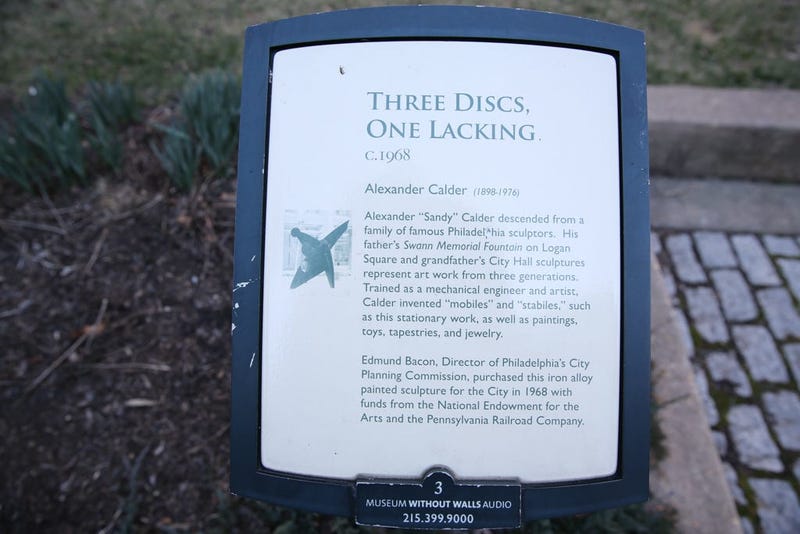 THREE DISCS,
ONE LACKING.
C.1968
Alexander Calder (1898-1976)
Alexander “Sandy” Calder descended from a
family of famous Philadelphia sculptors. His
father’s Swann Memorial Fountain on Logan
Square and grandfather’s City Hall sculptures
represent art work from three generations.
Trained as a mechanical engineer and artist,
Calder invented “mobiles” and “stabiles,” such
as this stationary work, as well as paintings,
toys, tapestries, and jewelry.
Edmund Bacon, Director of Philadelphia’s City
Planning Commission, purchased this iron alloy
painted sculpture for the City in 1968 with
funds from the National Endowment for the
Arts and the Pennsylvania Railroad Company.
3
MUSEUM WITHOUT WALLS AUDIO
215.399.9000